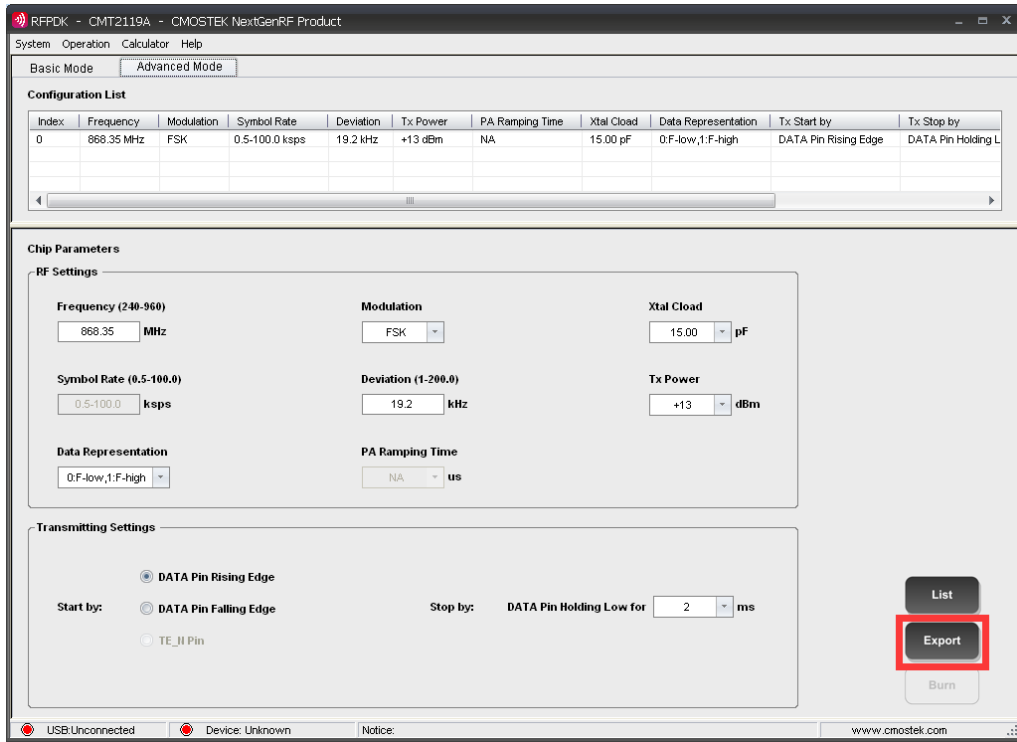 RFPDK - CMT2119A - CMOSTEK NextGenRF Product
System Operation Calculator Help
Basic Mode Advanced Mode
Configuration List
Index Frequency Modulation Symbol Rate Deviation Tx Power PA Ramping Time Xtal Cload Data Representation Tx Start by Tx Stop by
0 868.35 MHz FSK 0.5-100.0 ksps 19.2 kHz +13 dBm NA 15.00 pF 0:F-low,1:F-high DATA Pin Rising Edge DATA Pin Holding L
Chip Parameters
RF Settings
Frequency (240-960) Modulation Xtal Cload
868.35 MHz FSK 15.00 pF
Symbol Rate (0.5-100.0) Deviation (1-200.0) Tx Power
0.5-100.0 ksps 19.2 kHz +13 dBm
Data Representation PA Ramping Time
0:F-low,1:F-high NA us
Transmitting Settings
DATA Pin Rising Edge
Start by: DATA Pin Falling Edge Stop by: DATA Pin Holding Low for 2 ms
TE_N Pin
List
Export
Burn
USB:Unconnected Device: Unknown Notice: www.cmostek.com